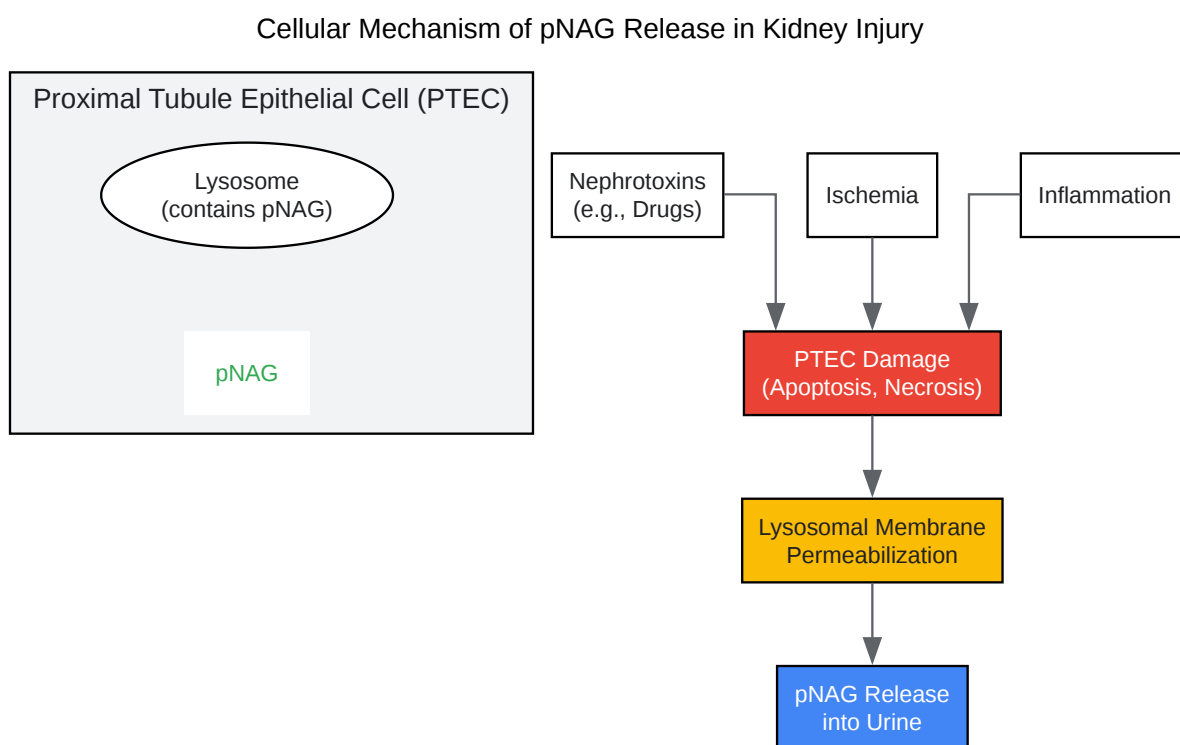 Cellular Mechanism of pNAG Release in Kidney Injury
Proximal Tubule Epithelial Cell (PTEC)
Lysosome
(contains pNAG)
pNAG
Nephrotoxins
(e.g., Drugs)
Ischemia
Inflammation
PTEC Damage
(Apoptosis, Necrosis)
Lysosomal Membrane
Permeabilization
pNAG Release
into Urine